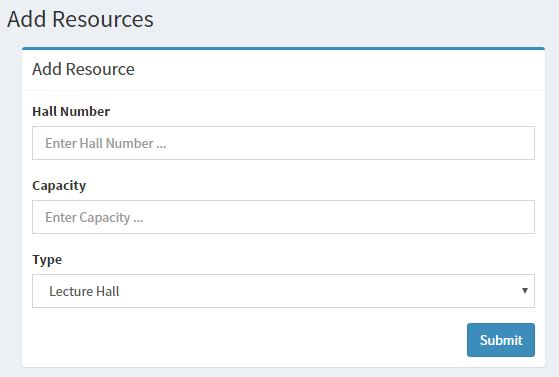 Add Resources
Add Resource
Hall Number
Enter Hall Number ...
Capacity
Enter Capacity ...
Type
Lecture Hall
Submit